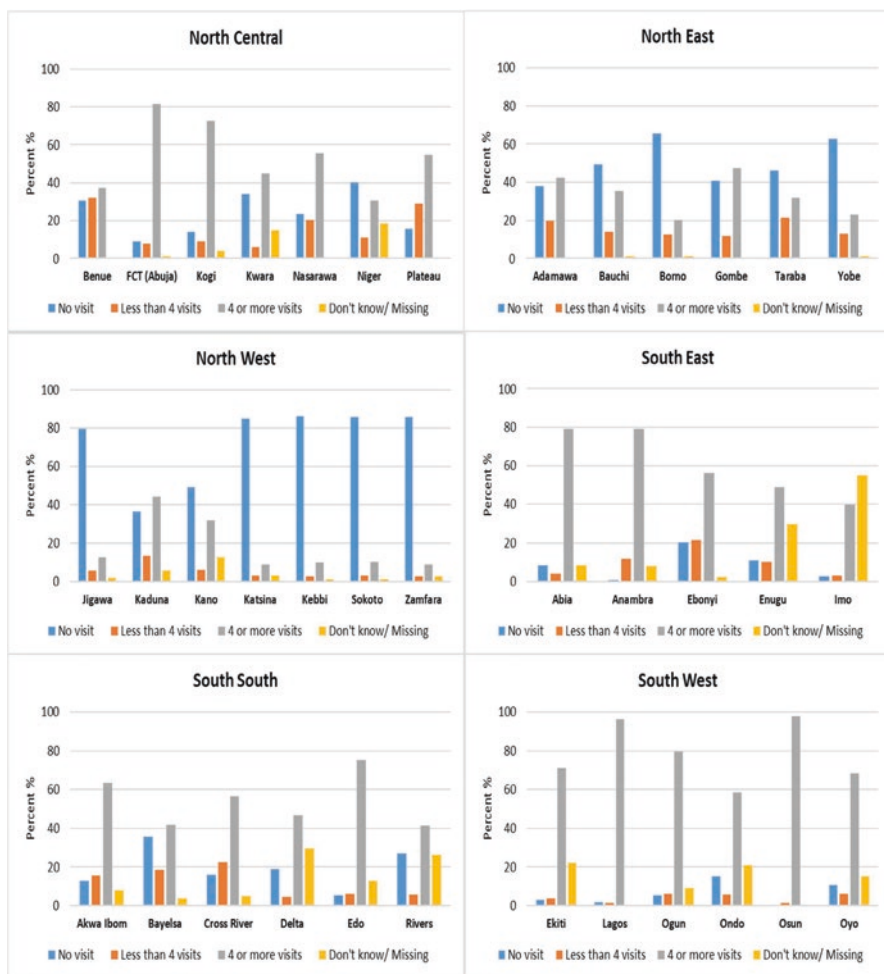 North Central
100
80
60
40
20
0
Percent %
Benue FCT (Abuja) Kogi Kwara Nasarawa Niger Plateau
No visit Less than 4 visits 4 or more visits Don't know/ Missing
North East
100
80
60
40
20
0
Percent %
Adamawa Bauchi Borno Gombe Taraba Yobe
No visit Less than 4 visits 4 or more visits Don't know/ Missing
North West
100
80
60
40
20
0
Percent %
Jigawa Kaduna Kano Katsina Kebbi Sokoto Zamfara
No visit Less than 4 visits 4 or more visits Don't know/ Missing
South East
100
80
60
40
20
0
Percent %
Abia Anambra Ebonyi Enugu Imo
No visit Less than 4 visits 4 or more visits Don't know/ Missing
South South
100
80
60
40
20
0
Percent %
Akwa Ibom Bayelsa Cross River Delta Edo Rivers
No visit Less than 4 visits 4 or more visits Don't know/ Missing
South West
100
80
60
40
20
0
Percent %
Ekiti Lagos Ogun Ondo Osun Oyo
No visit Less than 4 visits 4 or more visits Don't know/ Missing